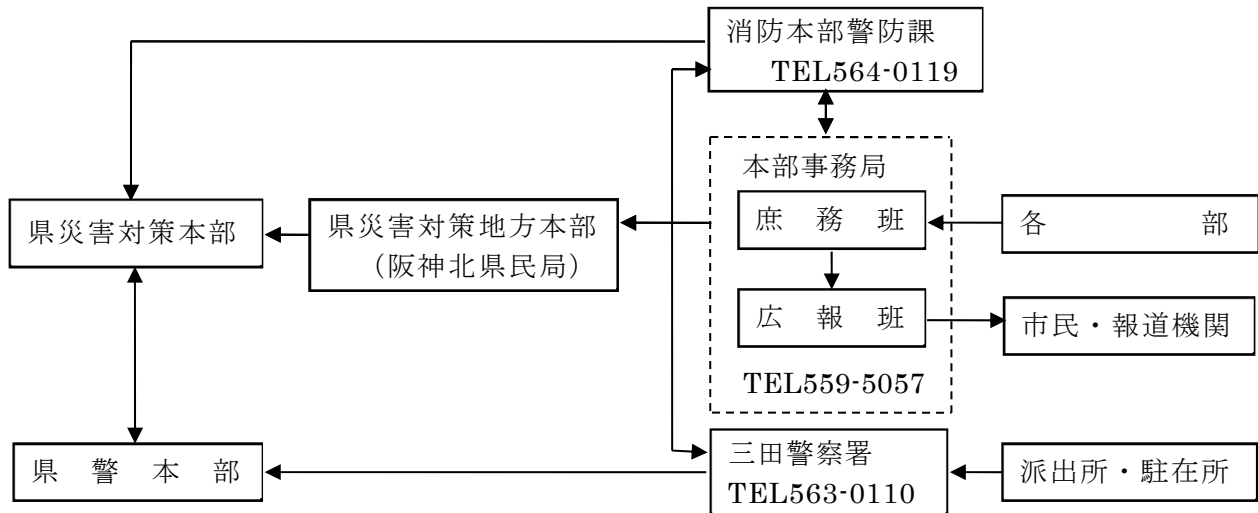 消防本部警防課
TEL564-0119
本部事務局
県災害対策本部
県災害対策地方本部
（阪神北県民局）
庶務班
各部
広報班
市民・報道機関
TEL559-5057
県警本部
三田警察署
TEL563-0110
派出所・駐在所